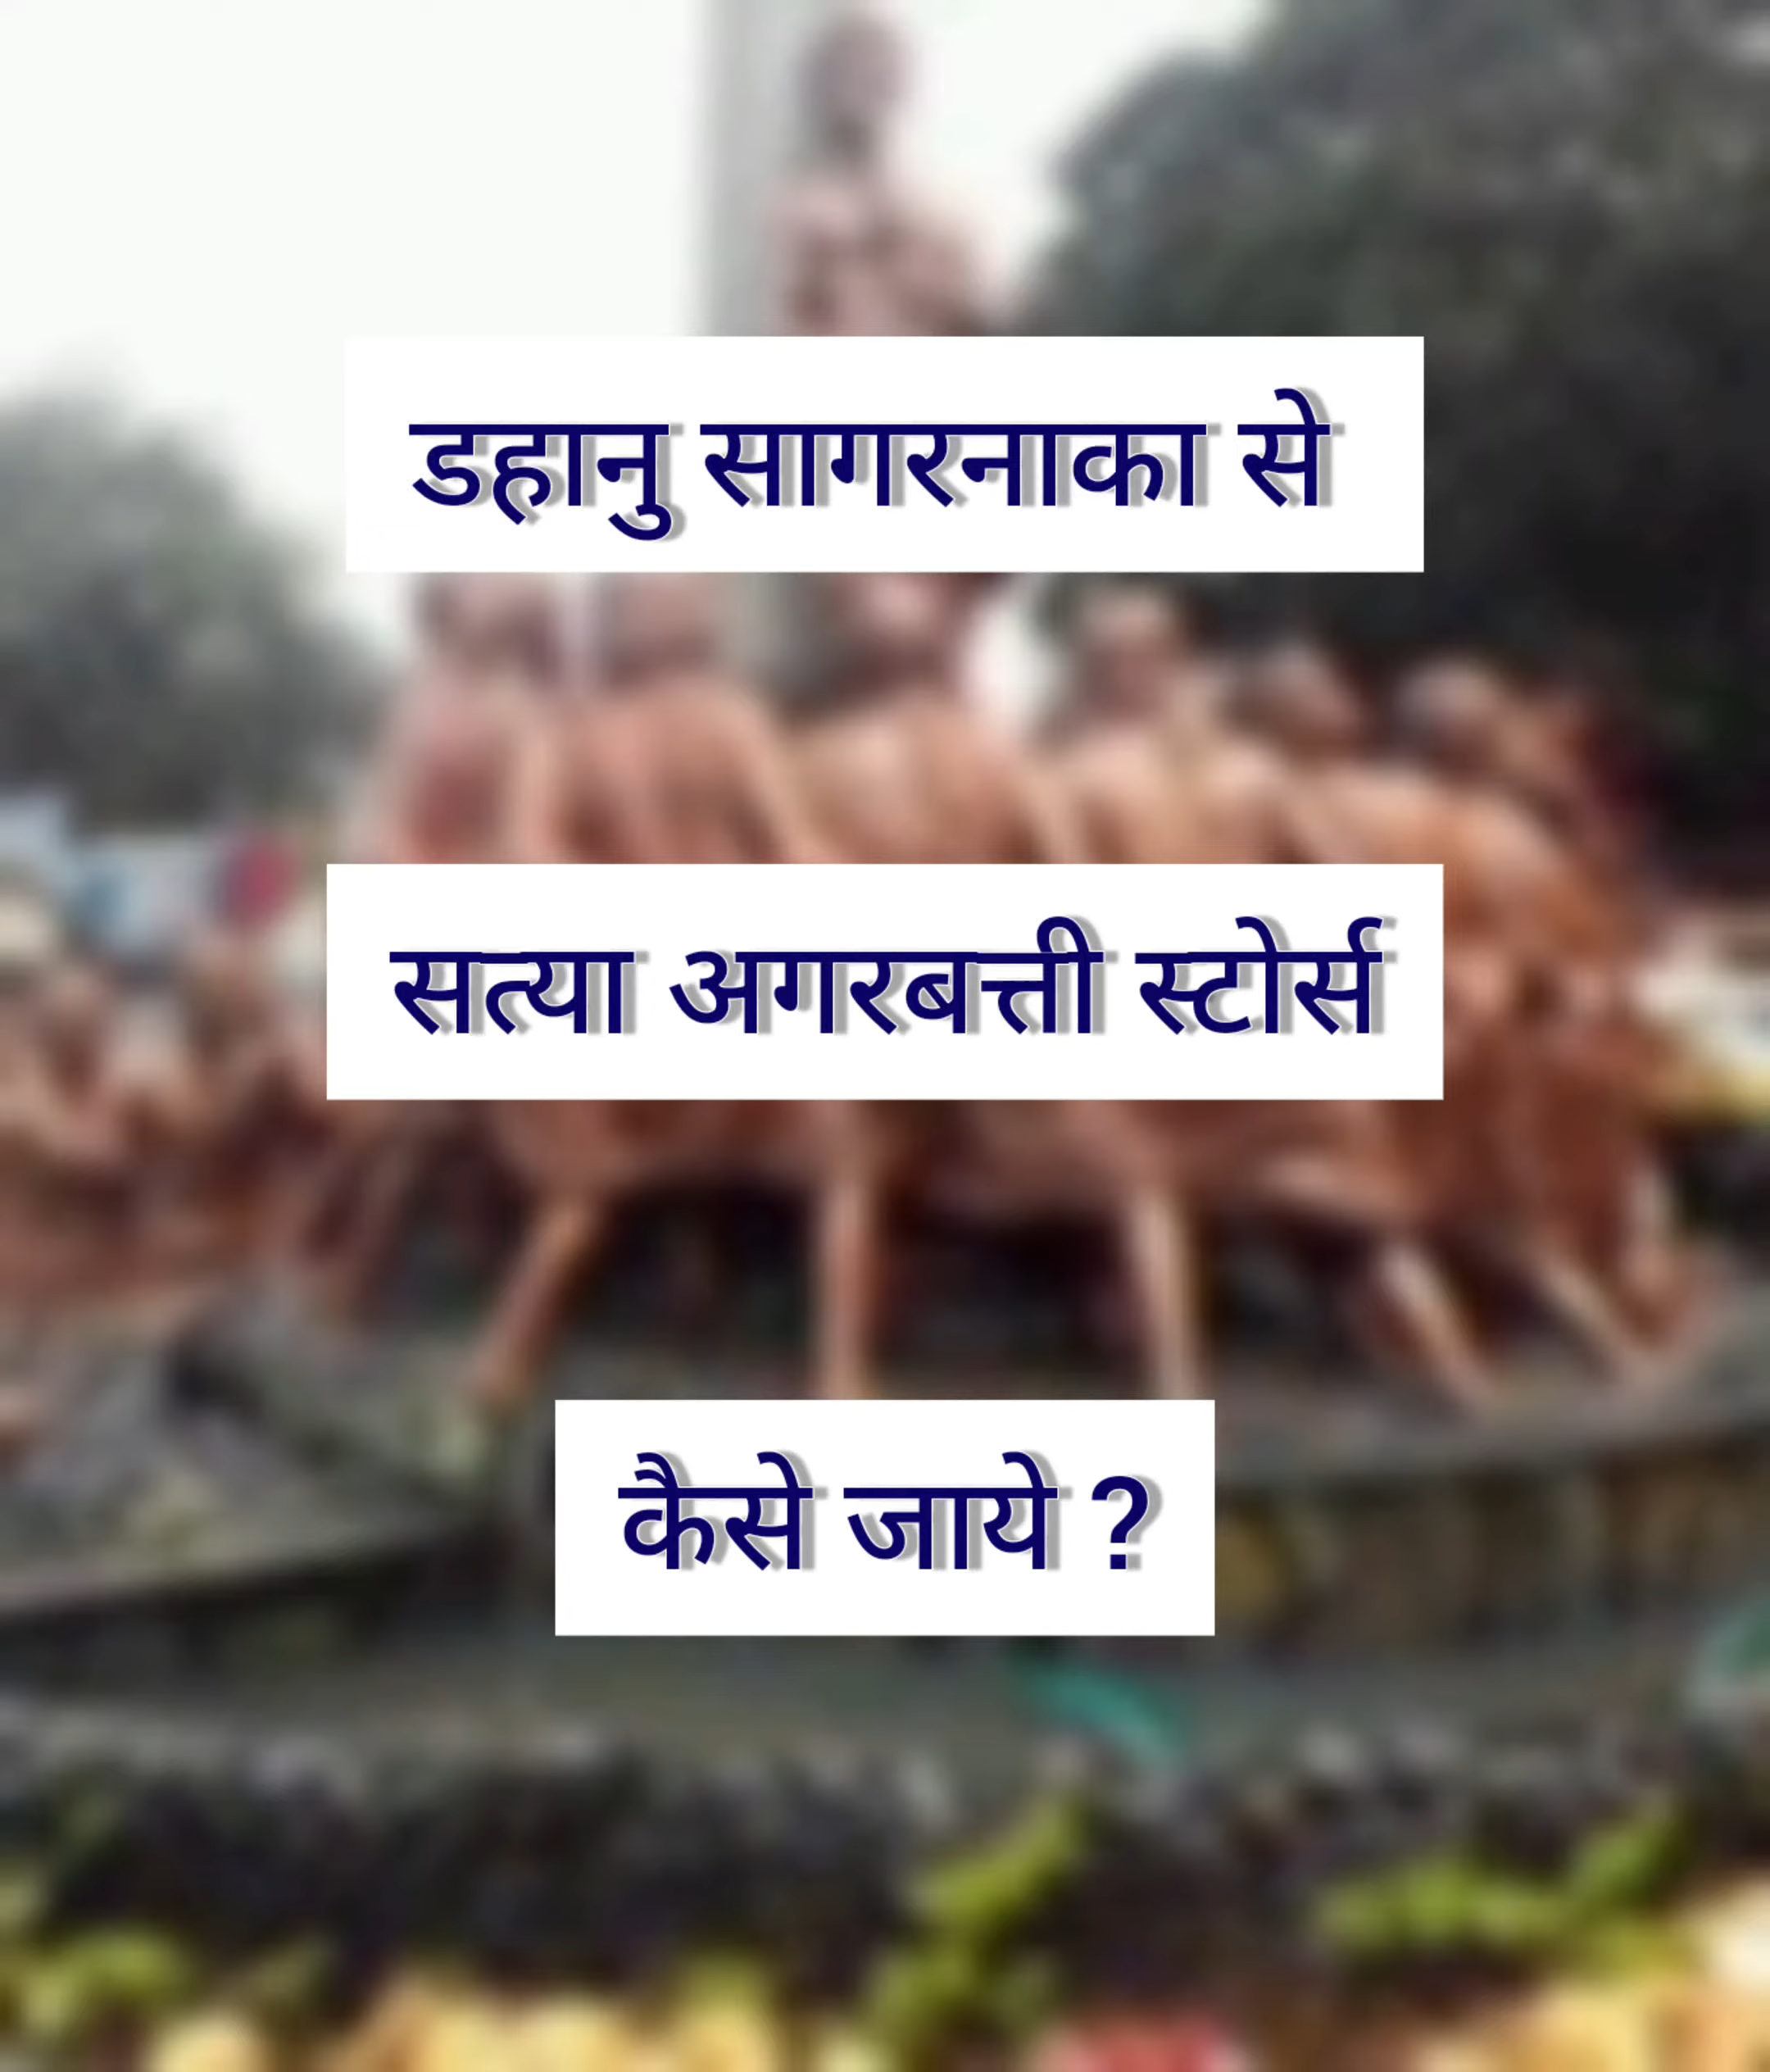 डहानु सागरनाका से
सत्या अगरबत्ती स्टोर्स
कैसे जाये ?